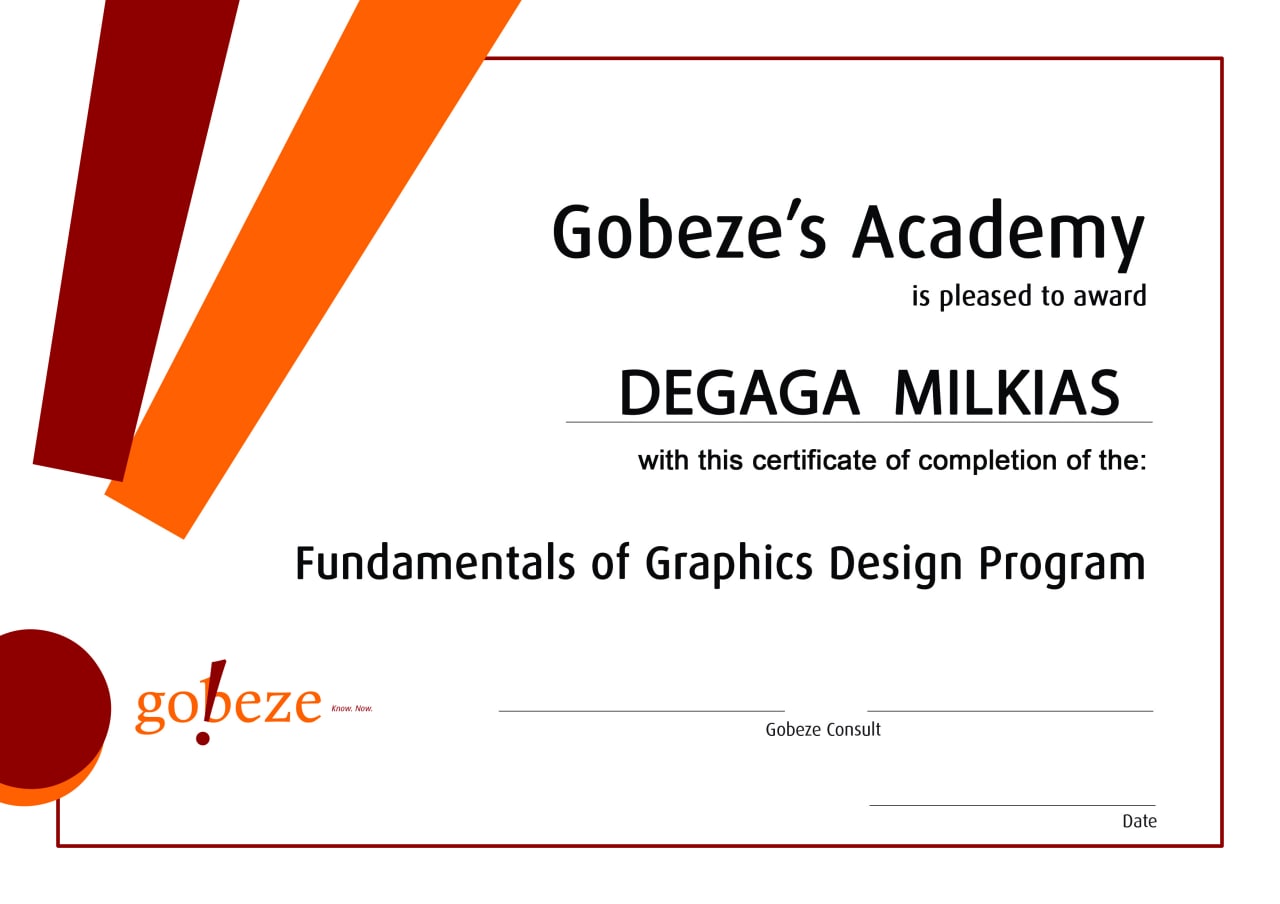 Gobeze’s Academy
is pleased to award
DEGAGA MILKIAS
with this certificate of completion of the:
Fundamentals of Graphics Design Program
gobeze! Know. Now.
Gobeze Consult
Date